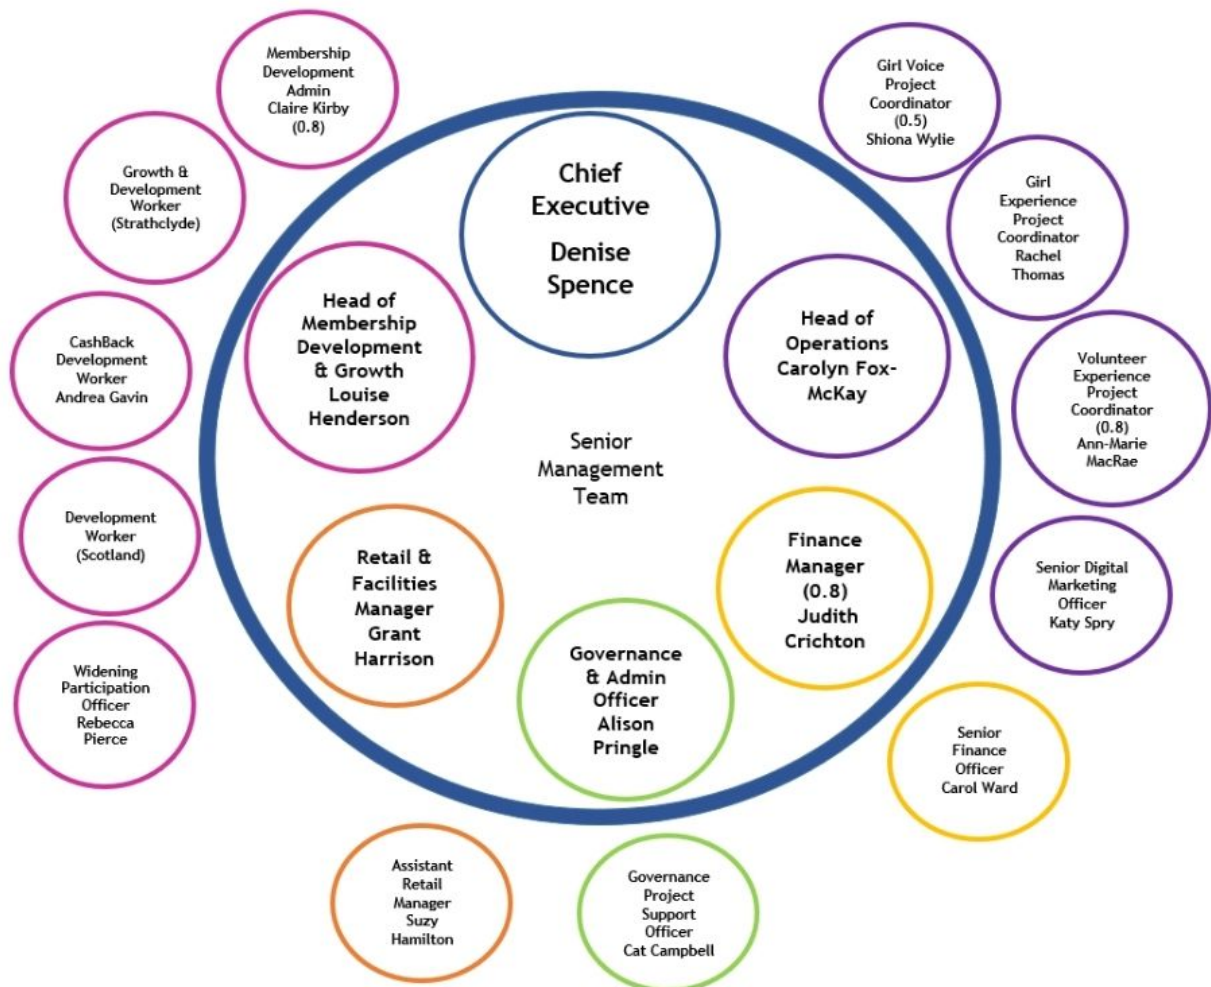 Membership
Development
Admin
Claire Kirby
(0.8)
Girl Voice
Project
Coordinator
(0.5)
Shiona Wylie
Growth &
Development
Worker
(Strathclyde)
Chief
Executive
Denise
Spence
Girl
Experience
Project
Coordinator
Rachel
Thomas
Head of
Membership
Development
& Growth
Louise
Henderson
Head of
Operations
Carolyn Fox-
McKay
CashBack
Development
Worker
Andrea Gavin
Volunteer
Experience
Project
Coordinator
(0.8)
Ann-Marie
MacRae
Senior
Management
Team
Development
Worker
(Scotland)
Retail &
Facilities
Manager
Grant
Harrison
Finance
Manager
(0.8)
Judith
Crichton
Senior Digital
Marketing
Officer
Katy Spry
Governance
& Admin
Officer
Alison
Pringle
Widening
Participation
Officer
Rebecca
Pierce
Senior
Finance
Officer
Carol Ward
Assistant
Retail
Manager
Suzy
Hamilton
Governance
Project
Support
Officer
Cat Campbell